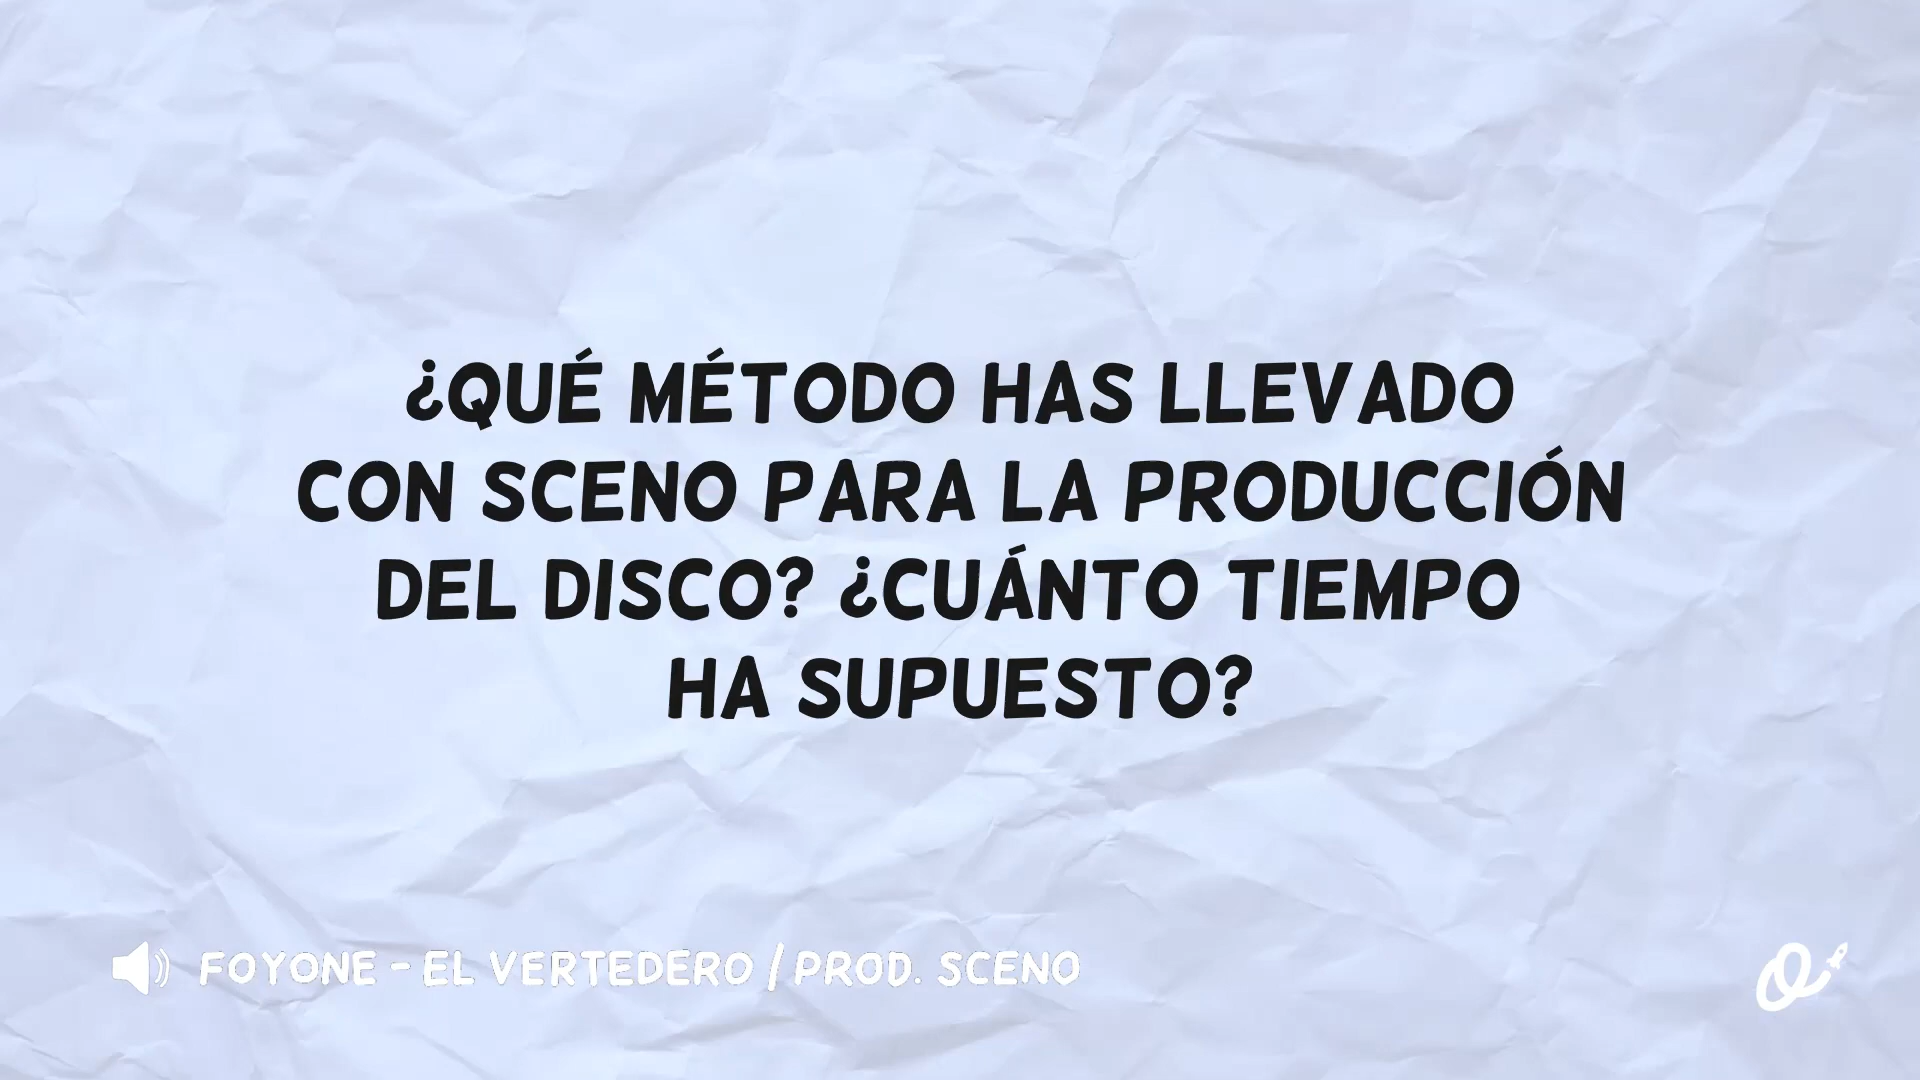 ¿QUÉ MÉTODO HAS LLEVADO
CON SCENO PARA LA PRODUCCIÓN
DEL DISCO? ¿CUÁNTO TIEMPO
HA SUPUESTO?
FOYONE - EL VERTEDERO / PROD. SCENO